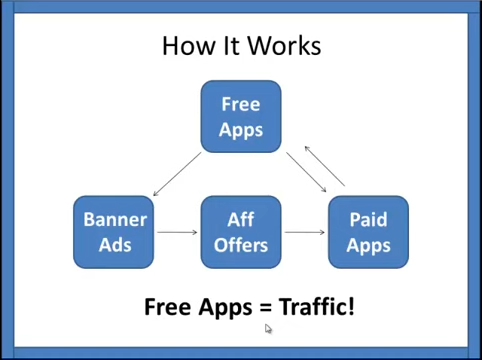 How It Works
Free
Apps
Banner
Ads
Aff
Offers
Paid
Apps
Free Apps = Traffic!